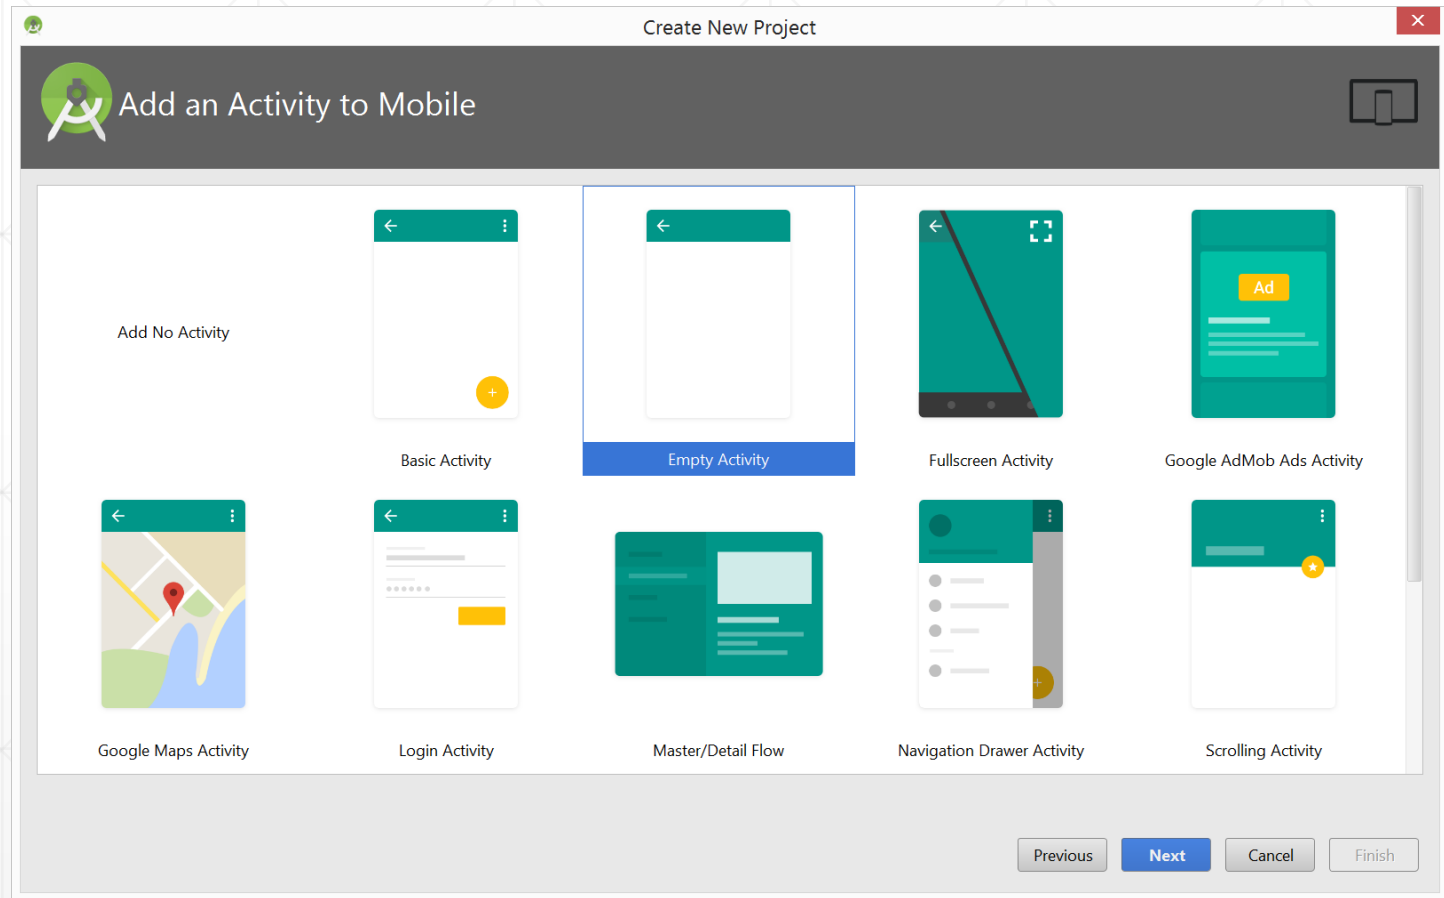 Create New Project
Add an Activity to Mobile
Ad
Add No Activity
Basic Activity
Empty Activity
Fullscreen Activity
Google AdMob Ads Activity
Google Maps Activity
Login Activity
Master/Detail Flow
Navigation Drawer Activity
Scrolling Activity
Previous
Next
Cancel
Finish